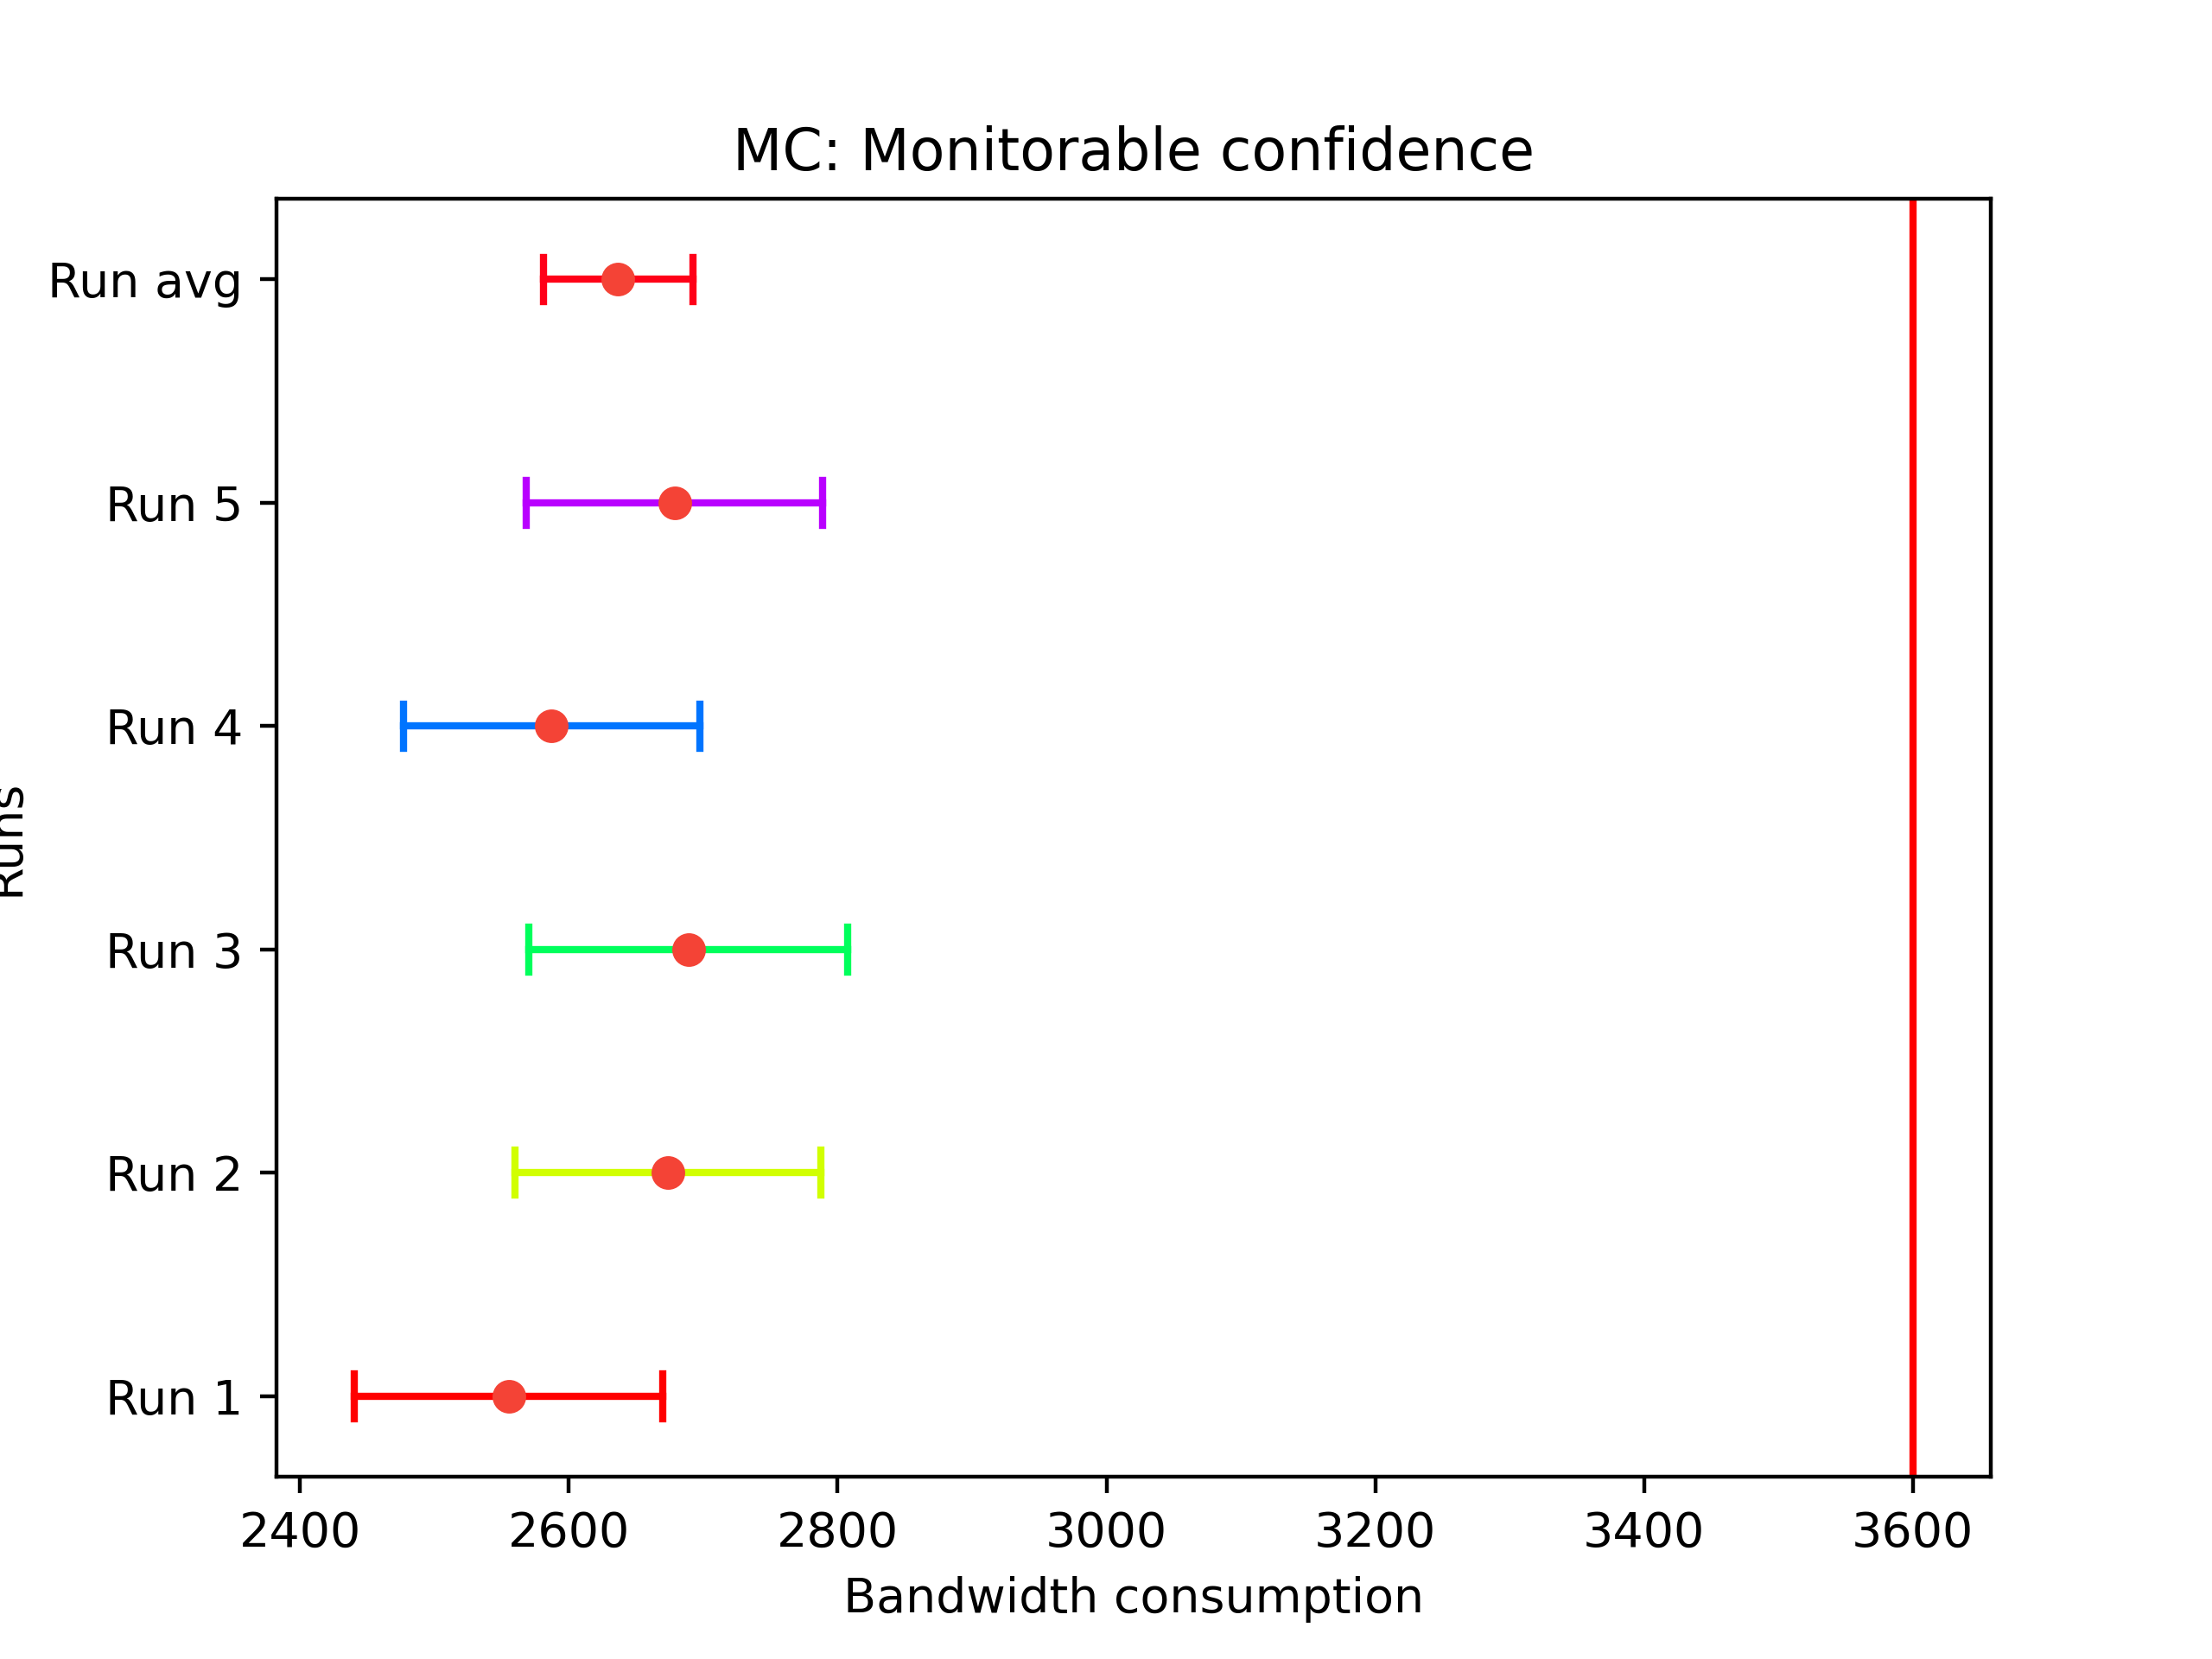 MC: Monitorable confidence
Run avg
Run 5
Run 4
Runs
Run 3
Run 2
Run 1
2400 2600 2800 3000 3200 3400 3600
Bandwidth consumption